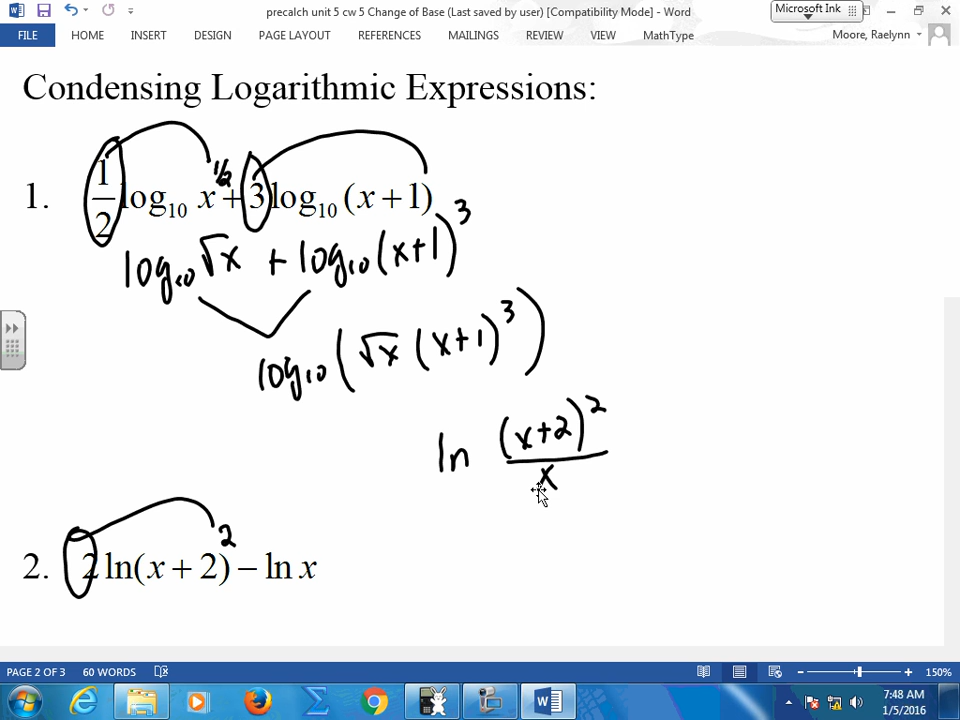 precalch unit 5 cw 5 Change of Base (Last saved by user) [Compatibility Mode] - Word
Microsoft Ink
FILE HOME INSERT DESIGN PAGE LAYOUT REFERENCES MAILINGS REVIEW VIEW MathType Moore, Raelynn
Condensing Logarithmic Expressions:
1. 1/2 log₁₀ x^1/2 + 3 log₁₀ (x + 1)
log₁₀ √x + log₁₀ (x+1)³
log₁₀ (√x (x+1)³)
ln (x+2)²/x
2. 2 ln(x + 2)² − ln x
PAGE 2 OF 3 60 WORDS 150%
7:48 AM
1/5/2016